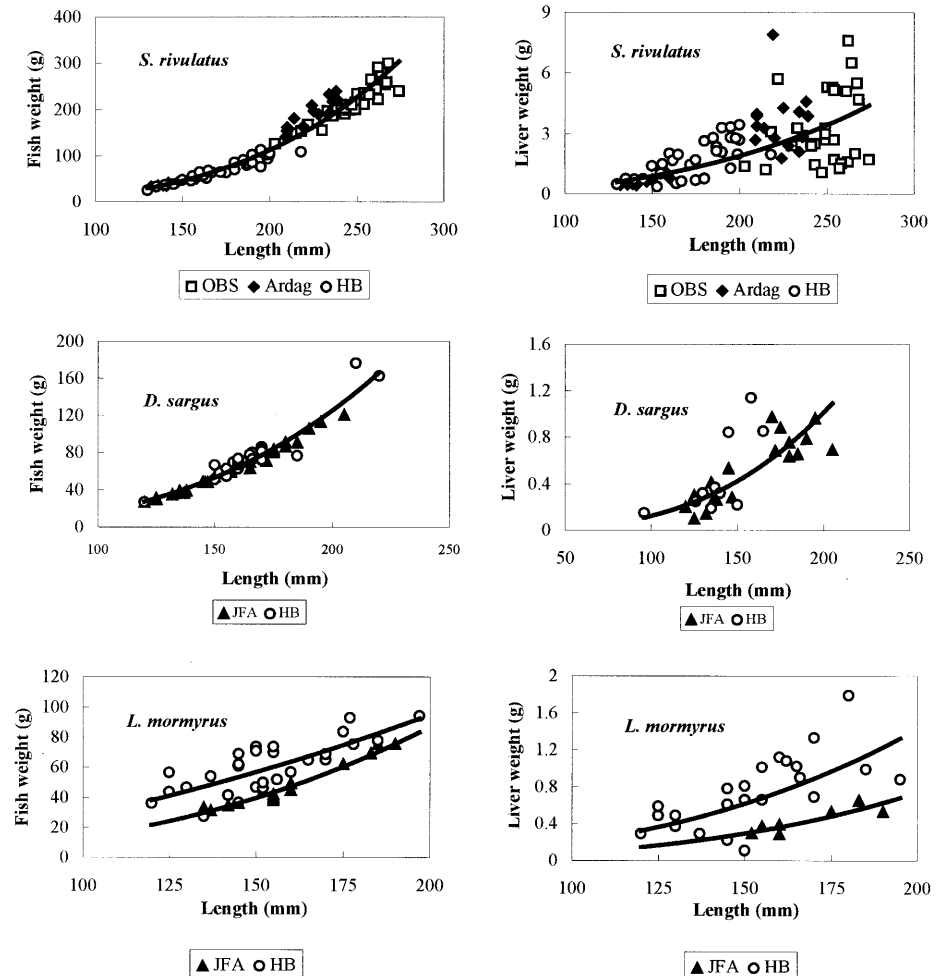 400
300
200
100
0
Fish weight (g)
S. rivulatus
100 150 200 250 300
Length (mm)
OBS Ardag HB
9
6
3
0
Liver weight (g)
S. rivulatus
100 150 200 250 300
Length (mm)
OBS Ardag HB
200
160
120
80
40
0
Fish weight (g)
D. sargus
100 150 200 250
Length (mm)
JFA HB
1.6
1.2
0.8
0.4
0
Liver weight (g)
D. sargus
50 100 150 200 250
Length (mm)
JFA HB
120
100
80
60
40
20
0
Fish weight (g)
L. mormyrus
100 125 150 175 200
Length (mm)
JFA HB
2
1.6
1.2
0.8
0.4
0
Liver weight (g)
L. mormyrus
100 125 150 175 200
Length (mm)
JFA HB